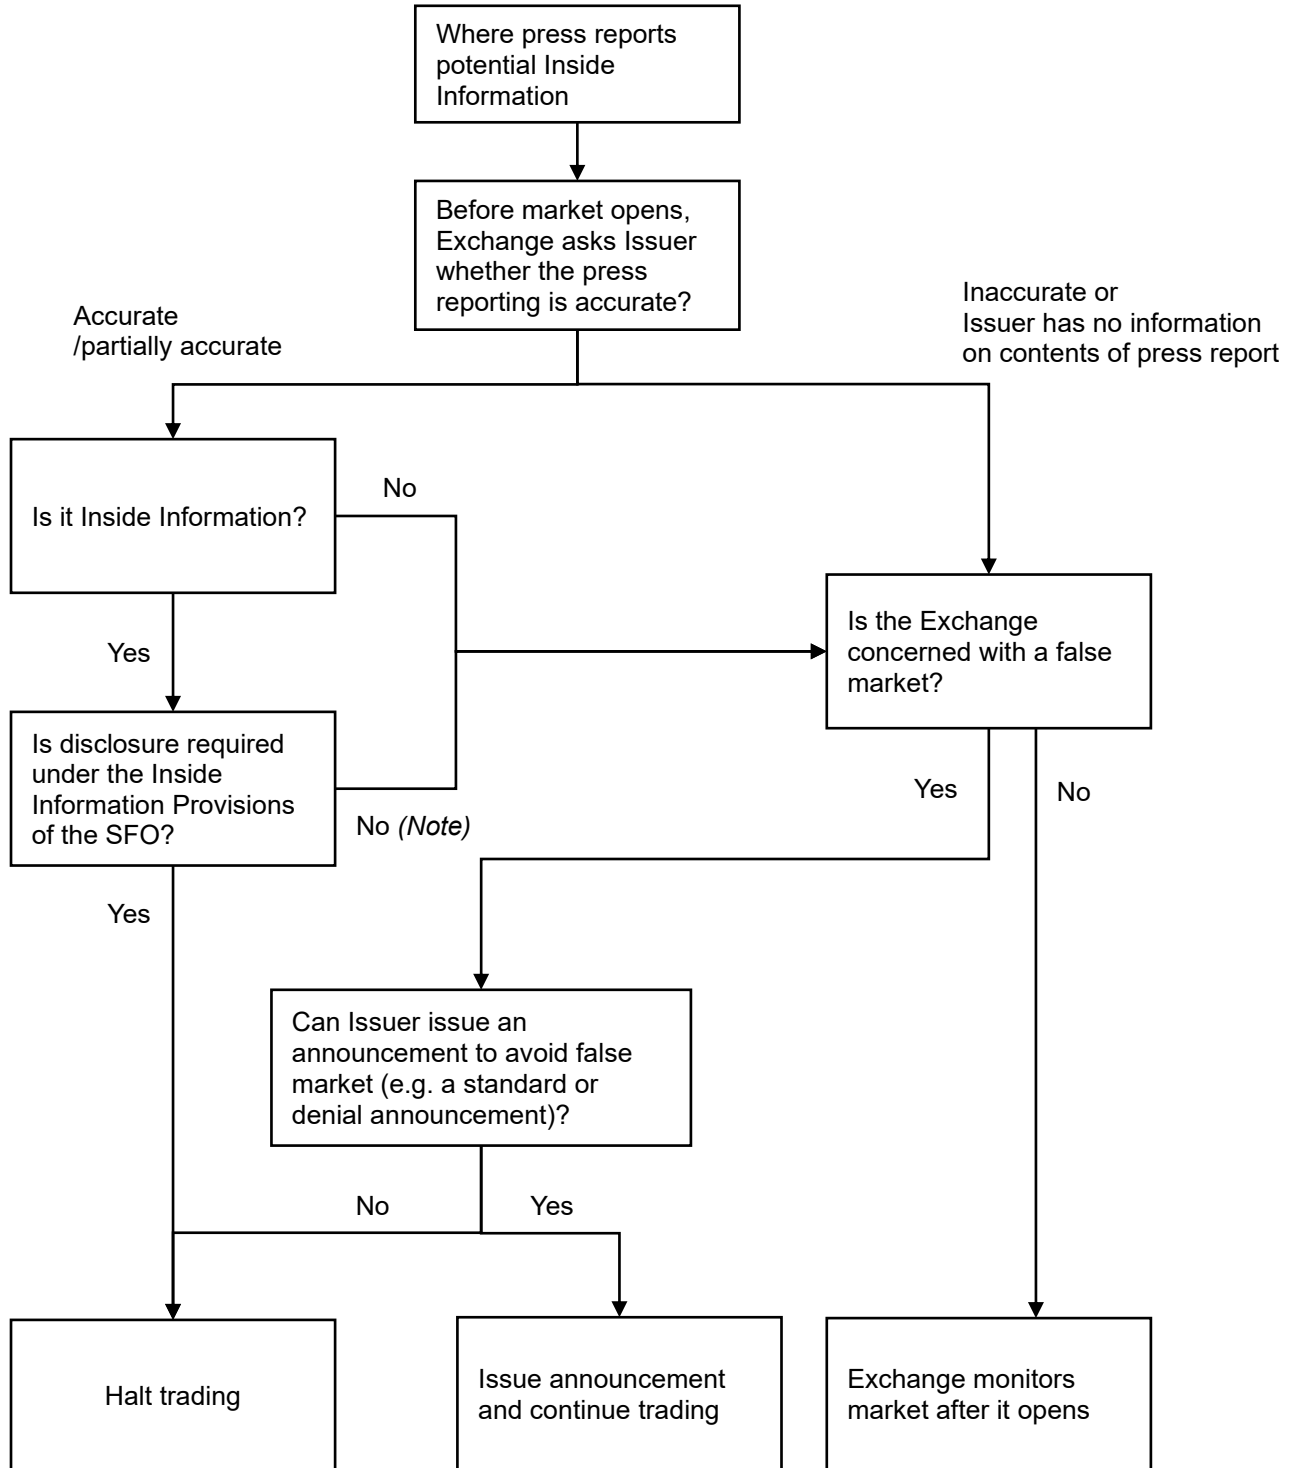 Where press reports
potential Inside
Information
Before market opens,
Exchange asks Issuer
whether the press
reporting is accurate?
Accurate
/partially accurate
Inaccurate or
Issuer has no information
on contents of press report
Is it Inside Information?
No
Yes
Is the Exchange
concerned with a false
market?
Is disclosure required
under the Inside
Information Provisions
of the SFO?
No (Note)
Yes
Yes
No
Can Issuer issue an
announcement to avoid false
market (e.g. a standard or
denial announcement)?
No
Yes
Halt trading
Issue announcement
and continue trading
Exchange monitors
market after it opens